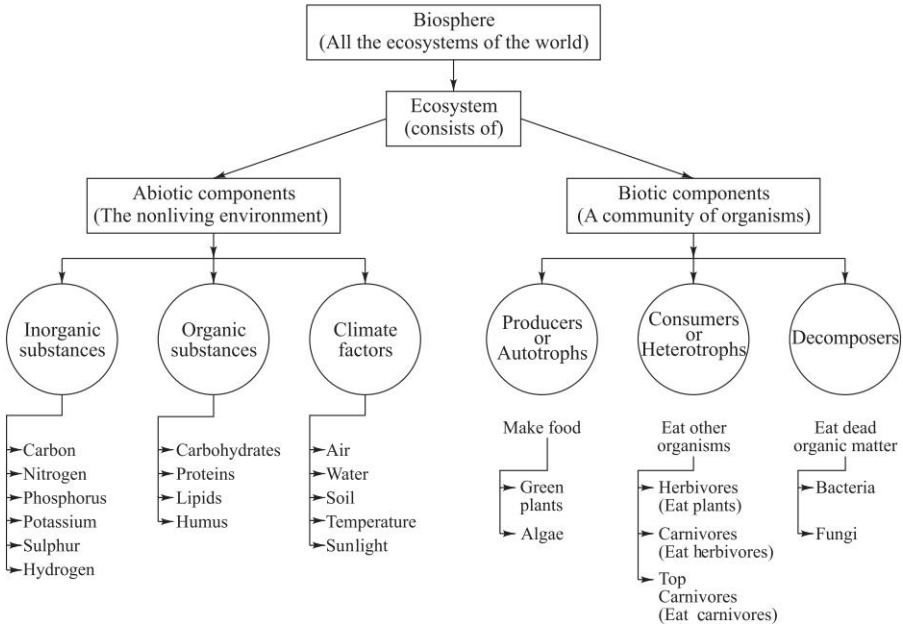 Biosphere
(All the ecosystems of the world)
Ecosystem
(consists of)
Abiotic components
(The nonliving environment)
Biotic components
(A community of organisms)
Inorganic
substances
Organic
substances
Climate
factors
Producers
or
Autotrophs
Consumers
or
Heterotrophs
Decomposers
Carbon
Nitrogen
Phosphorus
Potassium
Sulphur
Hydrogen
Carbohydrates
Proteins
Lipids
Humus
Air
Water
Soil
Temperature
Sunlight
Make food
Green
plants
Algae
Eat other
organisms
Herbivores
(Eat plants)
Carnivores
(Eat herbivores)
Top
Carnivores
(Eat carnivores)
Eat dead
organic matter
Bacteria
Fungi